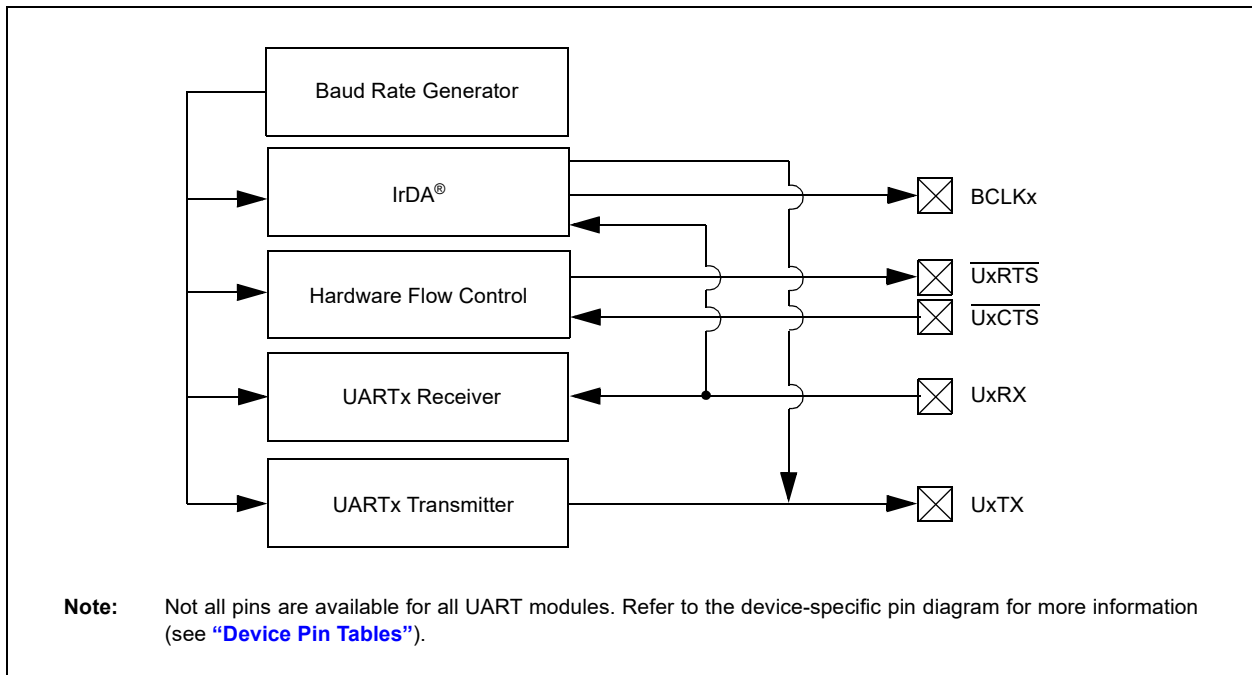 Baud Rate Generator
IrDA®
BCLKx
Hardware Flow Control
UxRTS
UxCTS
UARTx Receiver
UxRX
UARTx Transmitter
UxTX
Note: Not all pins are available for all UART modules. Refer to the device-specific pin diagram for more information
(see “Device Pin Tables”).